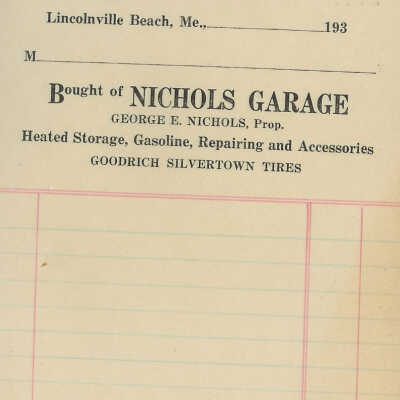 Lincolnville Beach, Me., 193
M
Bought of NICHOLS GARAGE
GEORGE E. NICHOLS, Prop.
Heated Storage, Gasoline, Repairing and Accessories
GOODRICH SILVERTOWN TIRES